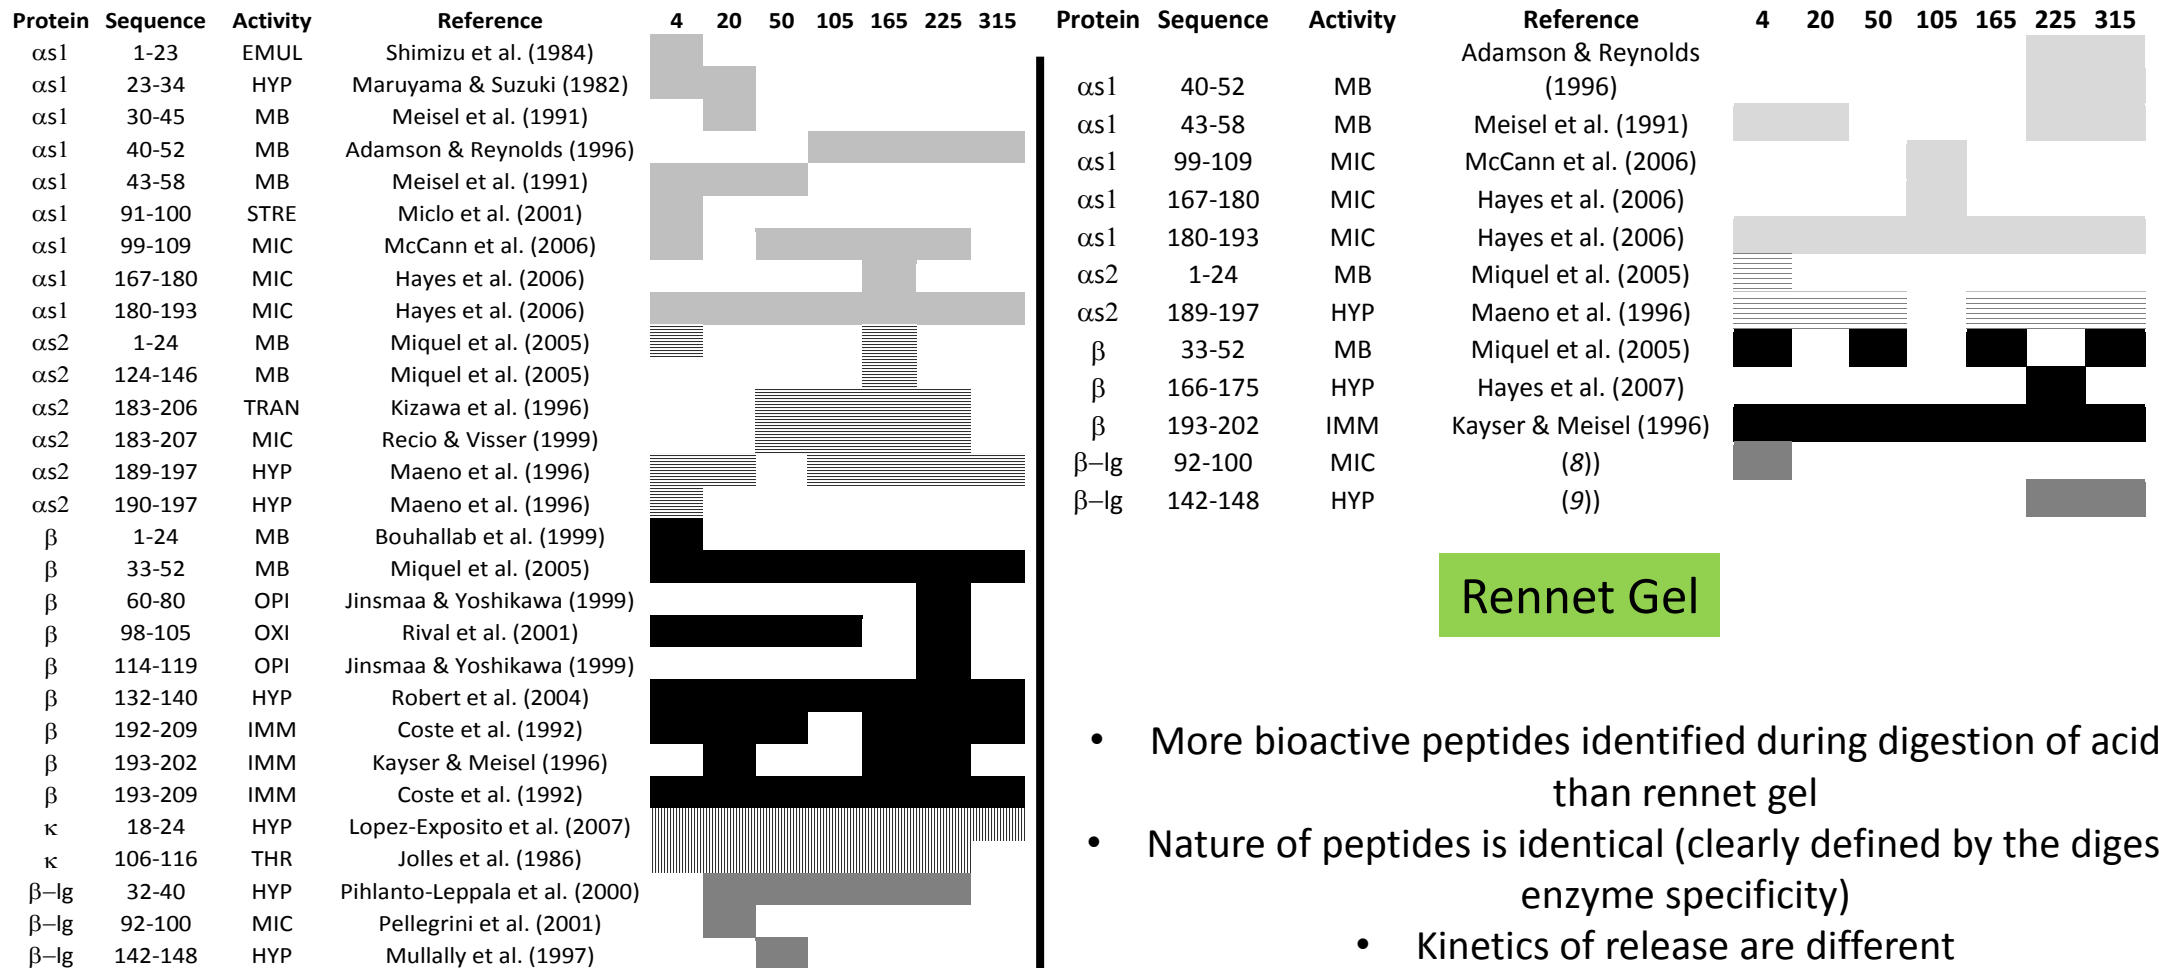 Protein Sequence Activity Reference 4 20 50 105 165 225 315
αs1 1-23 EMUL Shimizu et al. (1984)
αs1 23-34 HYP Maruyama & Suzuki (1982)
αs1 30-45 MB Meisel et al. (1991)
αs1 40-52 MB Adamson & Reynolds (1996)
αs1 43-58 MB Meisel et al. (1991)
αs1 91-100 STRE Miclo et al. (2001)
αs1 99-109 MIC McCann et al. (2006)
αs1 167-180 MIC Hayes et al. (2006)
αs1 180-193 MIC Hayes et al. (2006)
αs2 1-24 MB Miquel et al. (2005)
αs2 124-146 MB Miquel et al. (2005)
αs2 183-206 TRAN Kizawa et al. (1996)
αs2 183-207 MIC Recio & Visser (1999)
αs2 189-197 HYP Maeno et al. (1996)
αs2 190-197 HYP Maeno et al. (1996)
β 1-24 MB Bouhallab et al. (1999)
β 33-52 MB Miquel et al. (2005)
β 60-80 OPI Jinsmaa & Yoshikawa (1999)
β 98-105 OXI Rival et al. (2001)
β 114-119 OPI Jinsmaa & Yoshikawa (1999)
β 132-140 HYP Robert et al. (2004)
β 192-209 IMM Coste et al. (1992)
β 193-202 IMM Kayser & Meisel (1996)
β 193-209 IMM Coste et al. (1992)
κ 18-24 HYP Lopez-Exposito et al. (2007)
κ 106-116 THR Jolles et al. (1986)
β–lg 32-40 HYP Pihlanto-Leppala et al. (2000)
β–lg 92-100 MIC Pellegrini et al. (2001)
β–lg 142-148 HYP Mullally et al. (1997)
Protein Sequence Activity Reference 4 20 50 105 165 225 315
Adamson & Reynolds
αs1 40-52 MB (1996)
αs1 43-58 MB Meisel et al. (1991)
αs1 99-109 MIC McCann et al. (2006)
αs1 167-180 MIC Hayes et al. (2006)
αs1 180-193 MIC Hayes et al. (2006)
αs2 1-24 MB Miquel et al. (2005)
αs2 189-197 HYP Maeno et al. (1996)
β 33-52 MB Miquel et al. (2005)
β 166-175 HYP Hayes et al. (2007)
β 193-202 IMM Kayser & Meisel (1996)
β–lg 92-100 MIC (8))
β–lg 142-148 HYP (9))
Rennet Gel
• More bioactive peptides identified during digestion of acid
than rennet gel
• Nature of peptides is identical (clearly defined by the diges
enzyme specificity)
• Kinetics of release are different